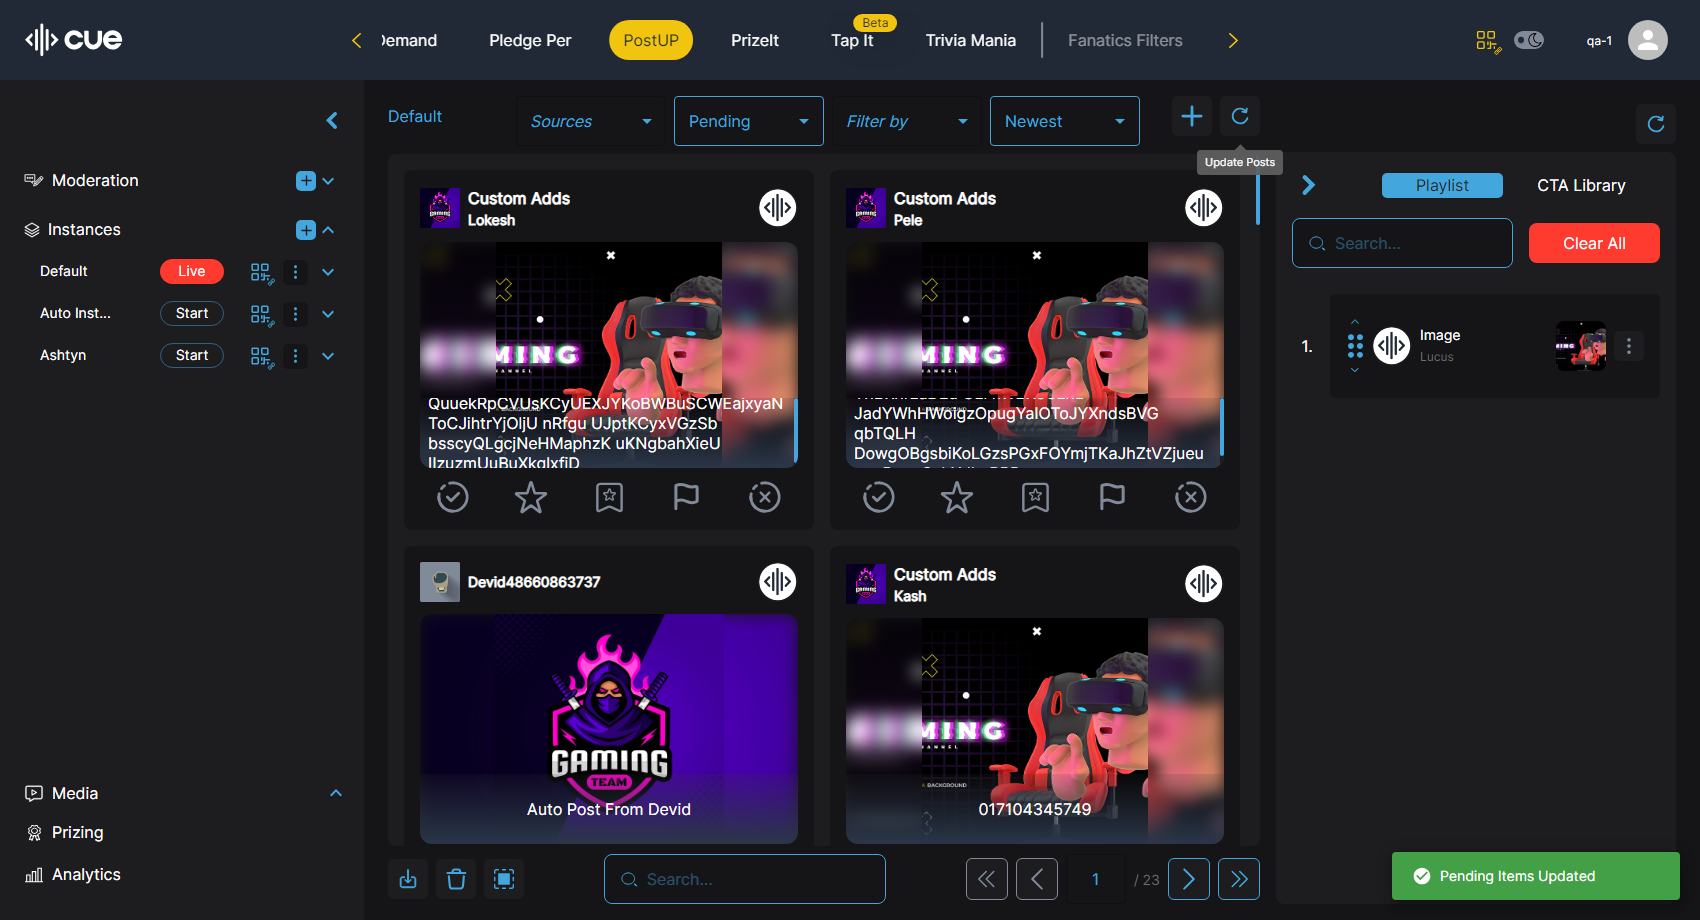 cue
Demand
Pledge Per
PostUP
PrizeIt
Beta
Tap It
Trivia Mania
Fanatics Filters
qa-1
Default
Sources
Pending
Filter by
Newest
Update Posts
Moderation
Instances
Default
Live
Auto Inst...
Start
Ashtyn
Start
Media
Prizing
Analytics
Custom Adds
Lokesh
QuuekRpCVUsKCyUEXJYKoBWBuSCWEajxyaN
ToCJihtrYjOljU nRfgu UJptKCyxVGzSb
bsscyQLgcjNeHMaphzK uKNgbahXieU
Custom Adds
Pele
JadYWhHWoigzOpugYaIOToJYXndsBVG
qbTQLH
DowgOBgsbiKoLGzsPGxFOYmjTKaJhZtVZjueu
Devid48660863737
GAMING
TEAM
Auto Post From Devid
Custom Adds
Kash
BACKGROUND
017104345749
Search...
1
/ 23
Playlist
CTA Library
Search...
Clear All
1.
Image
Lucus
Pending Items Updated